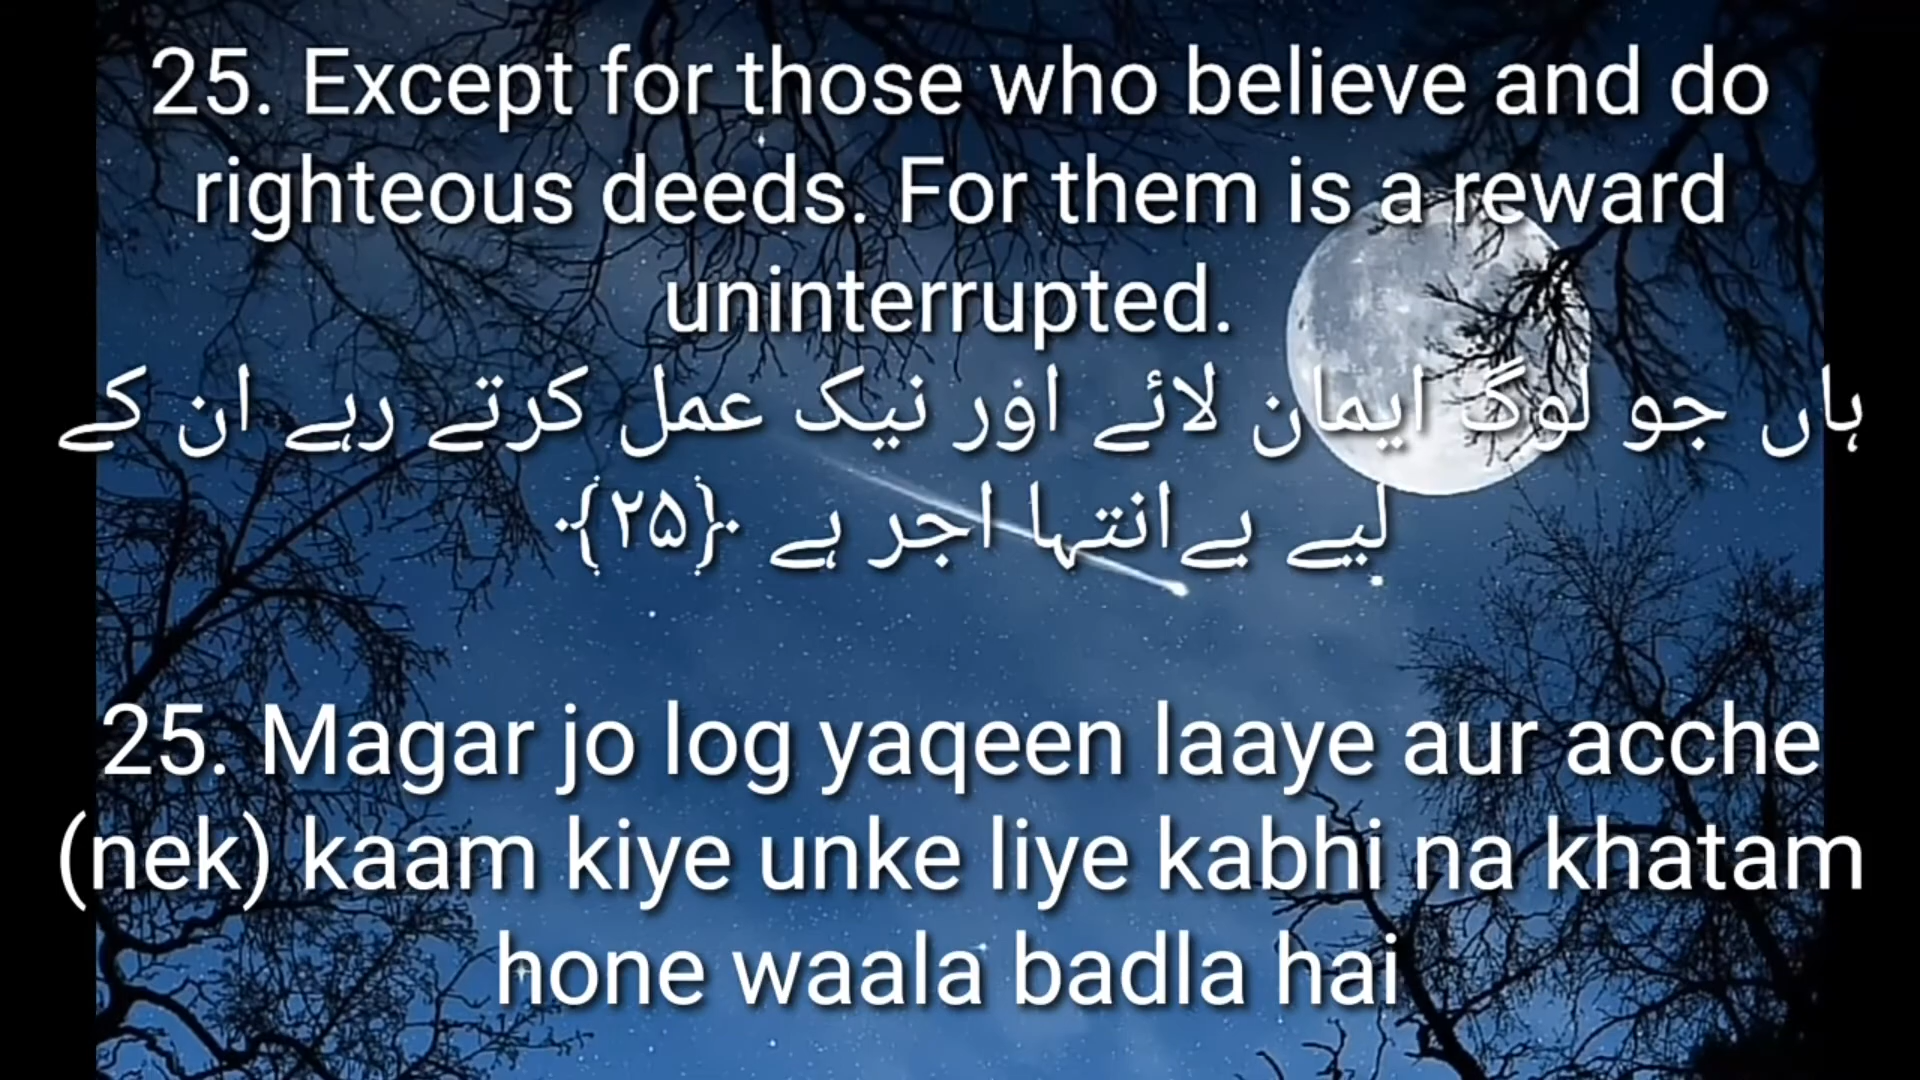 25. Except for those who believe and do
righteous deeds. For them is a reward
uninterrupted.
ہاں جو لوگ ایمان لائے اور نیک عمل کرتے رہے ان کے
لیے بےانتہا اجر ہے ﴿۲۵﴾
25. Magar jo log yaqeen laaye aur acche
(nek) kaam kiye unke liye kabhi na khatam
hone waala badla hai